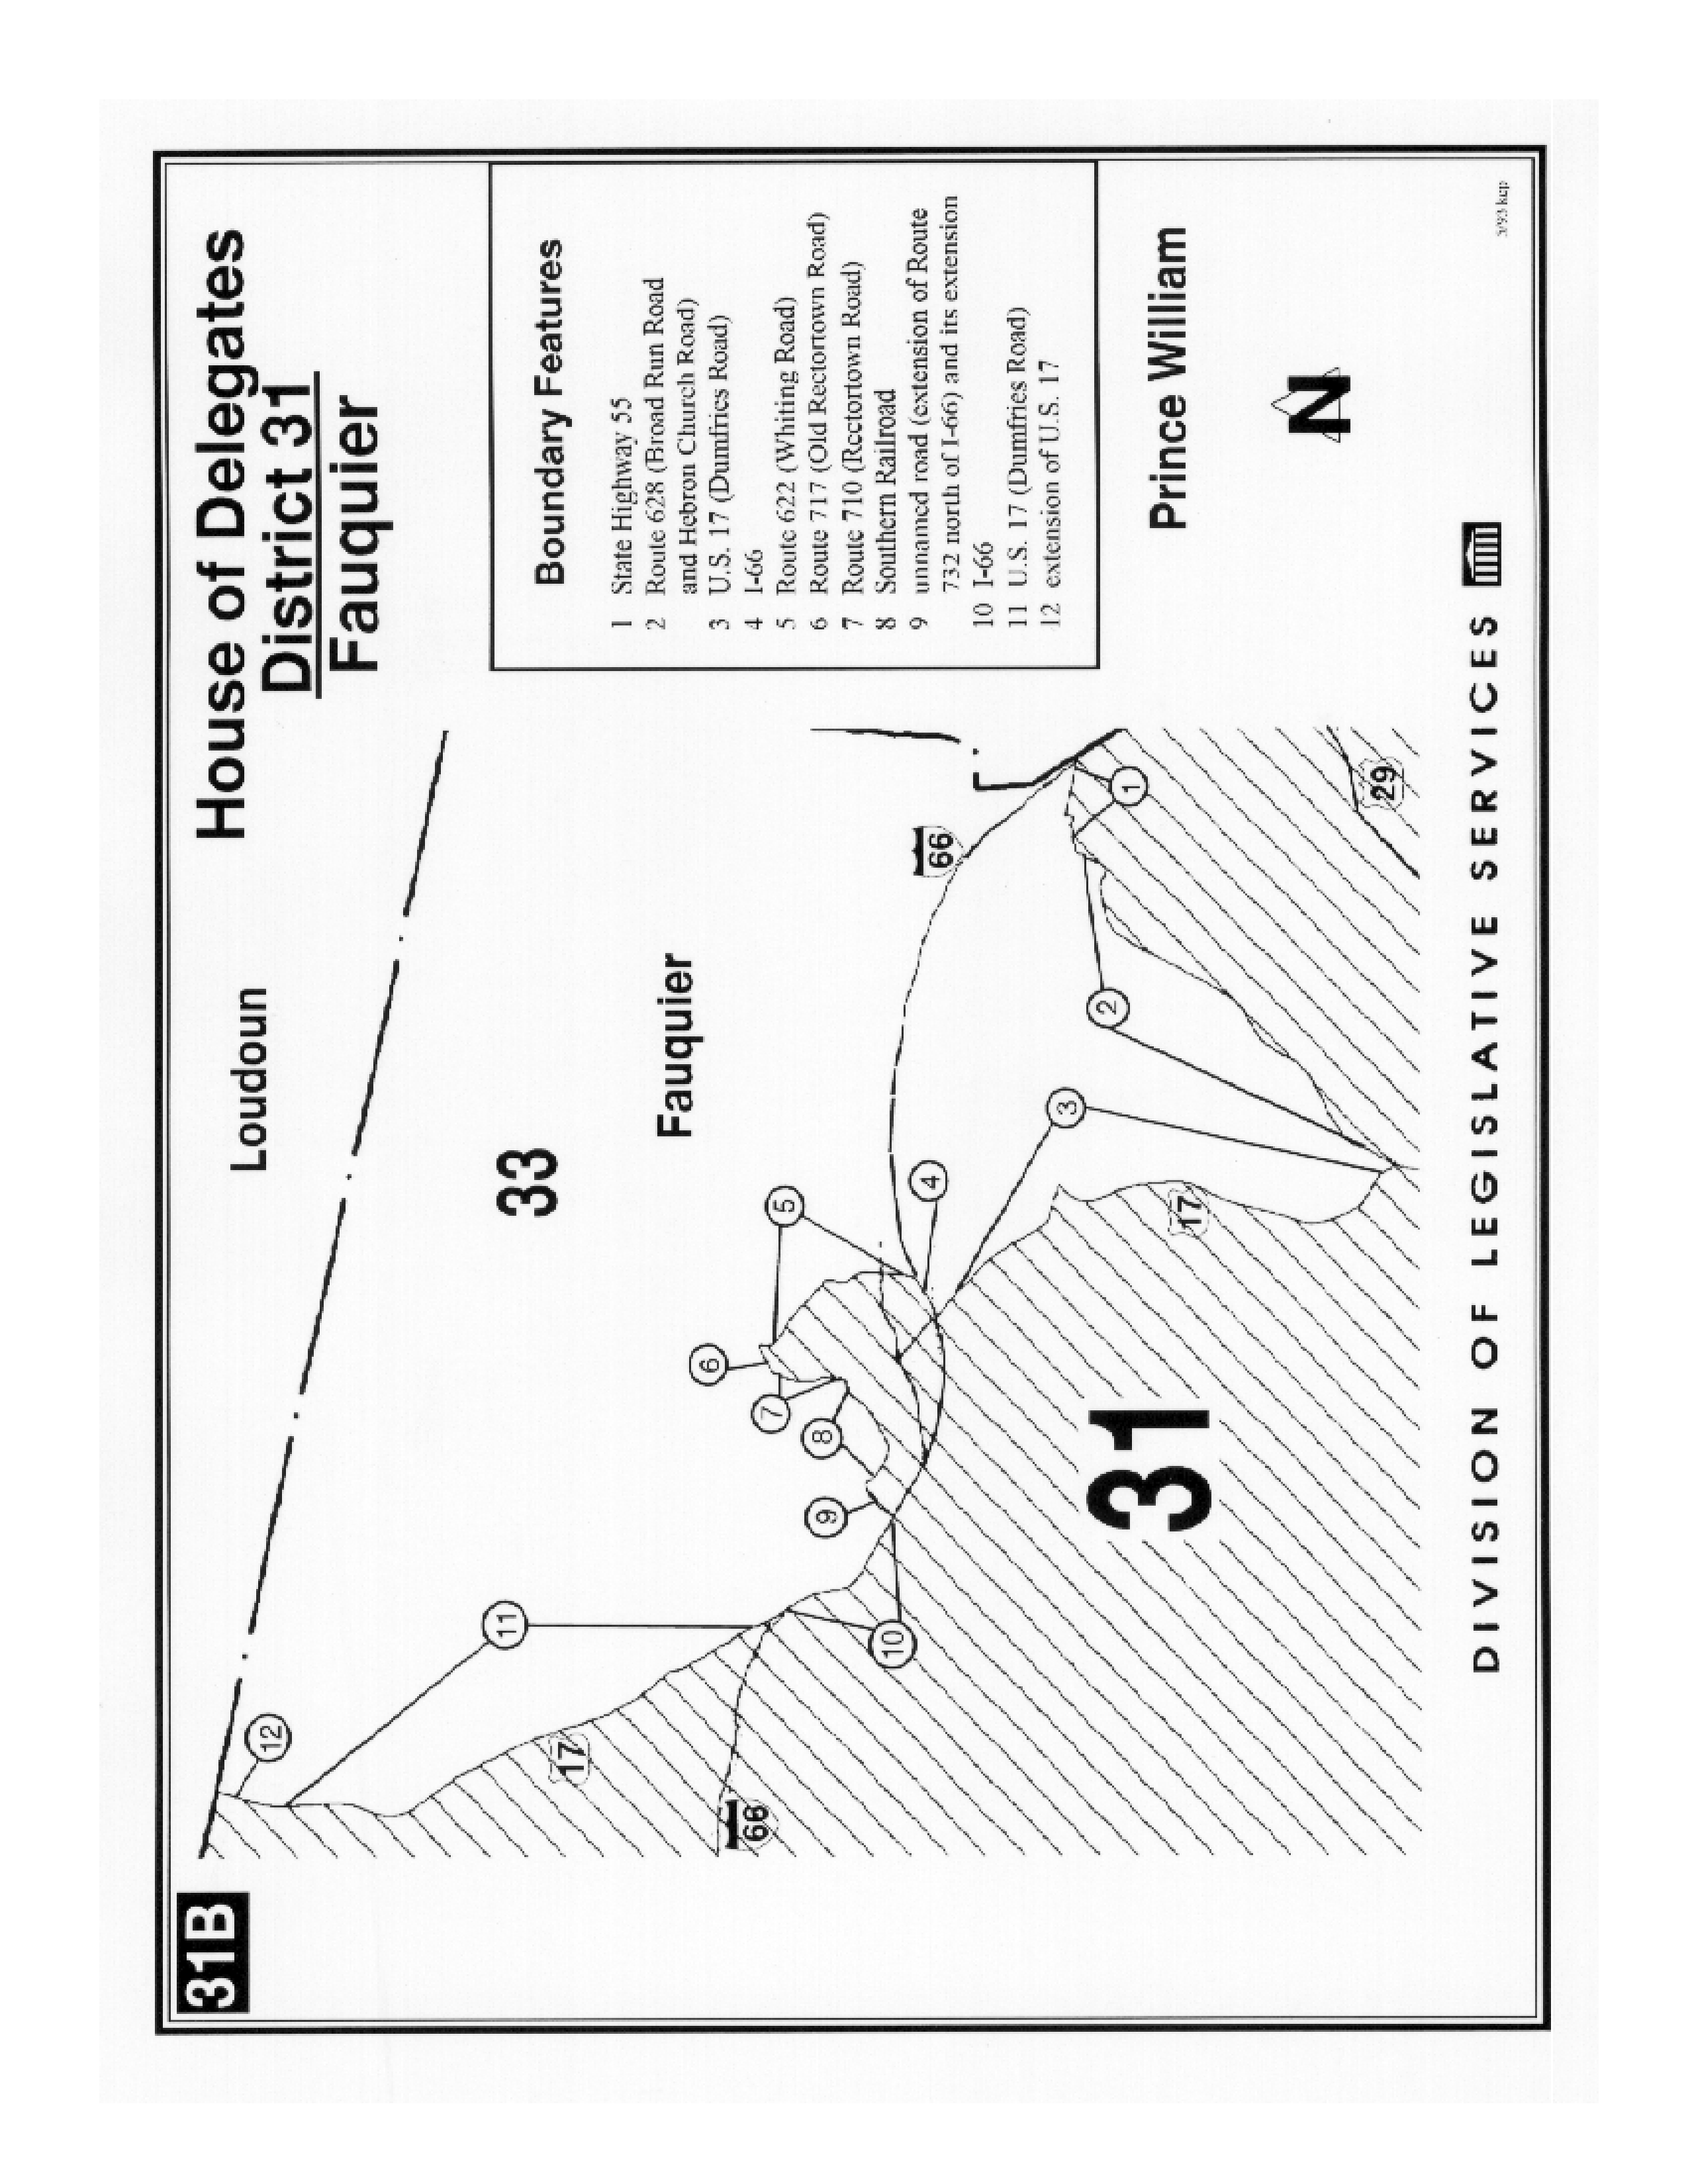 31B
House of Delegates
District 31
Fauquier
Loudoun
33
Fauquier
Boundary Features
1 State Highway 55
2 Route 628 (Broad Run Road
and Hebron Church Road)
3 U.S. 17 (Dumfries Road)
4 I-66
5 Route 622 (Whiting Road)
6 Route 717 (Old Rectortown Road)
7 Route 710 (Rectortown Road)
8 Southern Railroad
9 unnamed road (extension of Route
732 north of I-66) and its extension
10 I-66
11 U.S. 17 (Dumfries Road)
12 extension of U.S. 17
12
11
17
66
10
9
8
7
6
5
4
3
2
1
66
17
29
31
Prince William
N
DIVISION OF LEGISLATIVE SERVICES
5/93 kcp